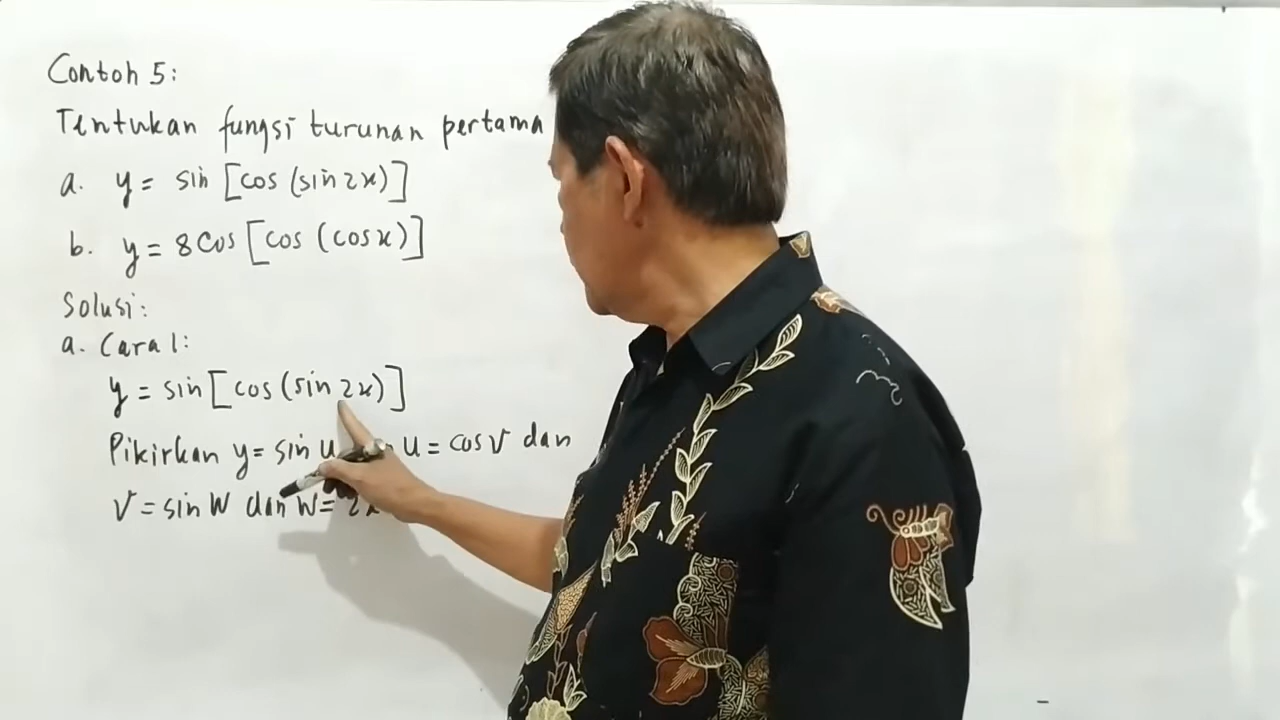 Contoh 5:
Tentukan fungsi turunan pertama
a. y = sin [cos (sin 2x)]
b. y = 8 cos [cos (cos x)]
Solusi:
a. Cara 1:
y = sin [cos (sin 2x)]
Pikirkan y = sin u u = cos v dan
v = sin w dan w = 2x